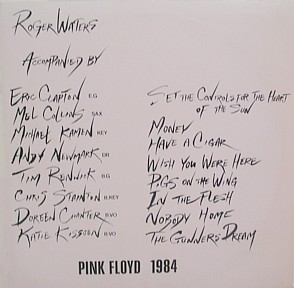 Roger Waters
Accompanied by
Eric Clapton E.G
Mel Collins SAX
Michael Kamen KEY
Andy Newmark DR
Tim Renwick R.G
Chris Stainton B.KEY
Doreen Chanter B.VO
Katie Kissoon B.VO
Set the Controls for the Heart
of the Sun
Money
Have a Cigar
Wish You Were Here
Pigs on the Wing
In the Flesh
Nobody Home
The Gunners Dream
PINK FLOYD 1984